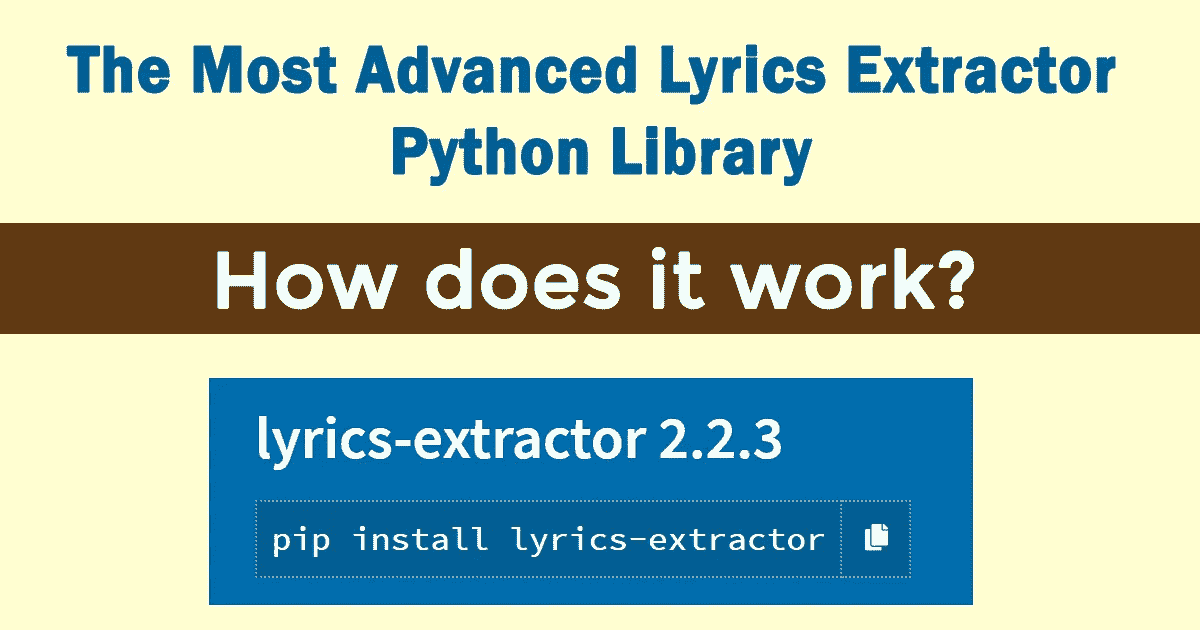 The Most Advanced Lyrics Extractor
Python Library
How does it work?
lyrics-extractor 2.2.3
pip install lyrics-extractor